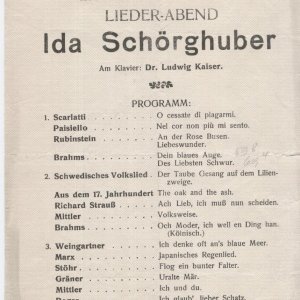 LIEDER-ABEND
Ida Schörghuber
Am Klavier: Dr. Ludwig Kaiser.
PROGRAMM:
1. Scarlatti . . . . . O cessate di piagarmi.
Paisiello . . . . . Nel cor non più mi sento.
Rubinstein . . . . . An der Rose Busen.
Liebeswunder.
Brahms . . . . . Dein blaues Auge.
Des Liebsten Schwur.
2. Schwedisches Volkslied . Der Taube Gesang auf dem Lilien-
zweige.
Aus dem 17. Jahrhundert The oak and the ash.
Richard Strauß . . . . Ach Lieb, ich muß nun scheiden.
Mittler . . . . . Volksweise.
Brahms . . . . . Och Moder, ich well en Ding han.
(Kölnisch.)
3. Weingartner . . . . Ich denke oft an's blaue Meer.
Marx . . . . . Japanisches Regenlied.
Stöhr . . . . . Flog ein bunter Falter.
Gräner . . . . . Uralte Mär.
Mittler . . . . . Ich und du.
Ich glaub', lieber Schatz.